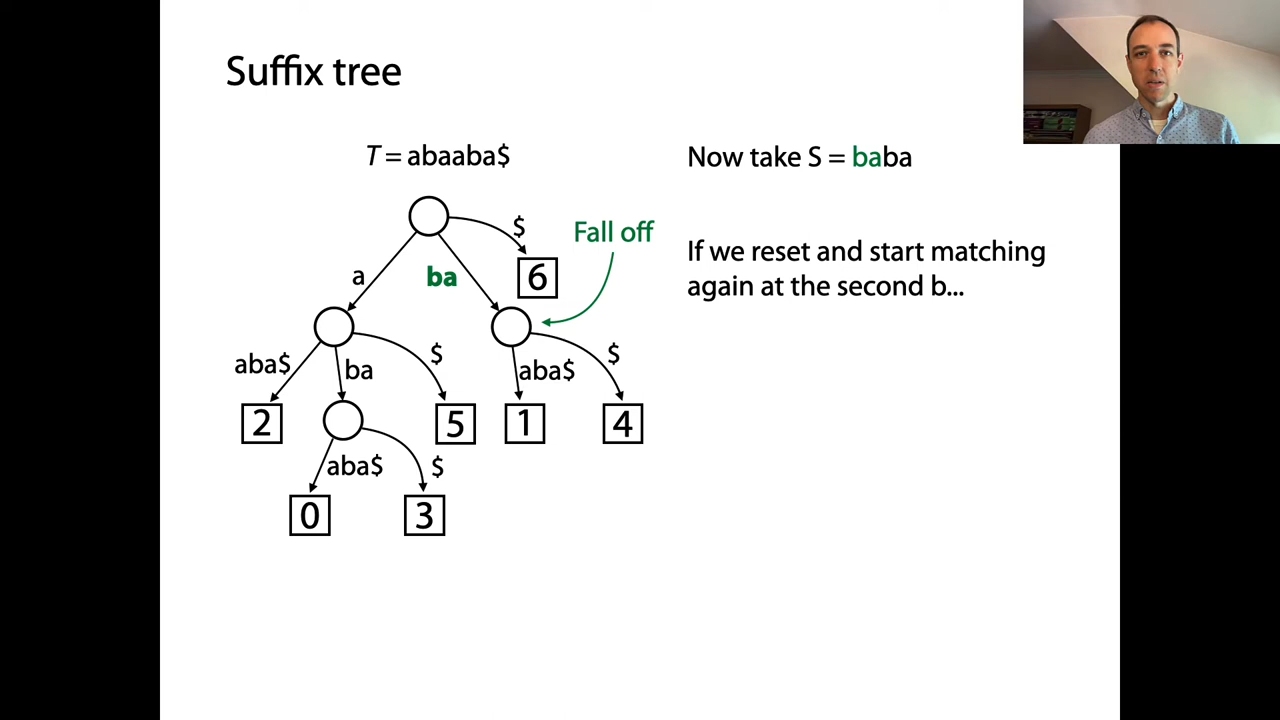 Suffix tree
T = abaaba$
Now take S = baba
$
Fall off
If we reset and start matching
again at the second b...
a
ba
6
aba$
ba
$
aba$
$
2
5
1
4
aba$
$
0
3